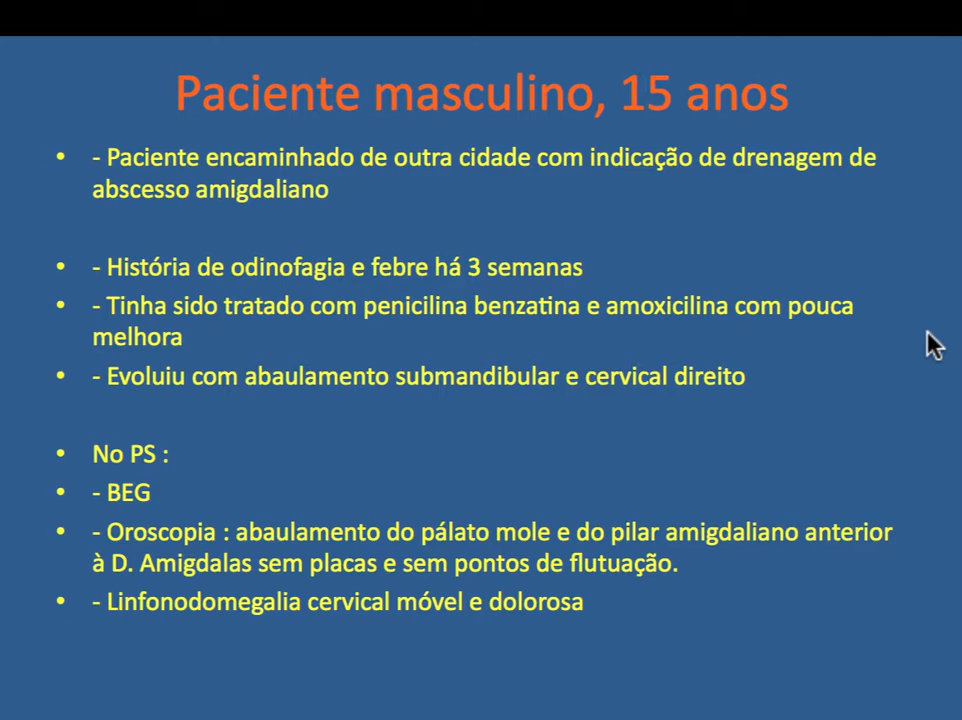 Paciente masculino, 15 anos
• - Paciente encaminhado de outra cidade com indicação de drenagem de
abscesso amigdaliano
• - História de odinofagia e febre há 3 semanas
• - Tinha sido tratado com penicilina benzatina e amoxicilina com pouca
melhora
• - Evoluiu com abaulamento submandibular e cervical direito
• No PS :
• - BEG
• - Oroscopia : abaulamento do pálato mole e do pilar amigdaliano anterior
à D. Amigdalas sem placas e sem pontos de flutuação.
• - Linfonodomegalia cervical móvel e dolorosa